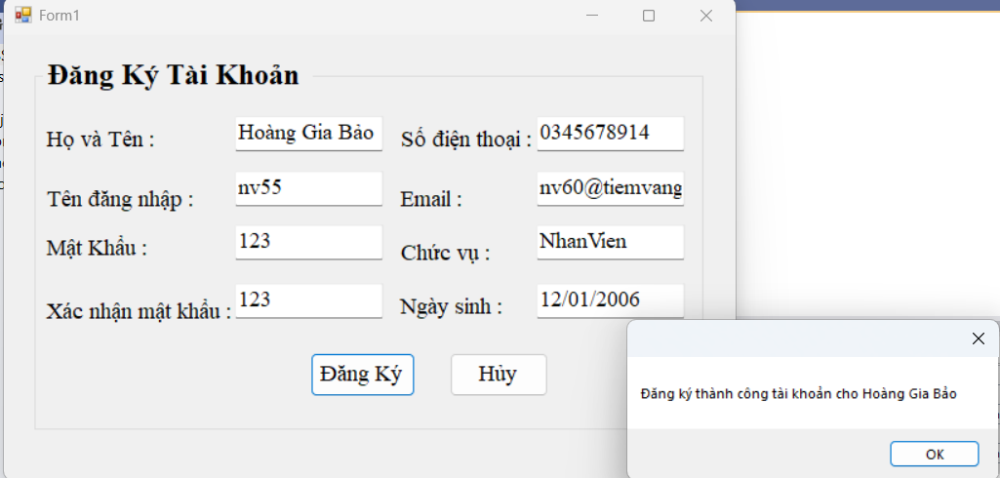 Form1
Đăng Ký Tài Khoản
Họ và Tên : Hoàng Gia Bảo Số điện thoại : 0345678914
Tên đăng nhập : nv55 Email : nv60@tiemvang
Mật Khẩu : 123 Chức vụ : NhanVien
Xác nhận mật khẩu : 123 Ngày sinh : 12/01/2006
Đăng Ký Hủy
Đăng ký thành công tài khoản cho Hoàng Gia Bảo
OK